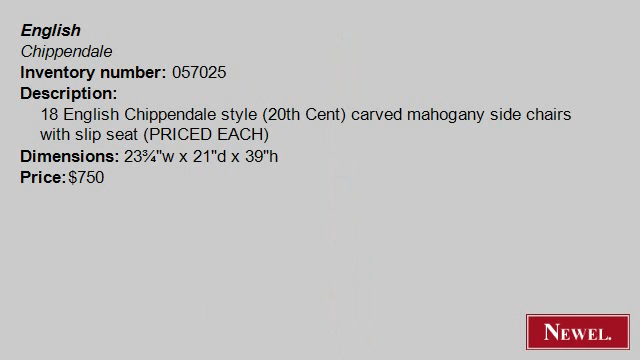 English
Chippendale
Inventory number: 057025
Description:
18 English Chippendale style (20th Cent) carved mahogany side chairs
with slip seat (PRICED EACH)
Dimensions: 23¾"w x 21"d x 39"h
Price:$750
NEWEL.